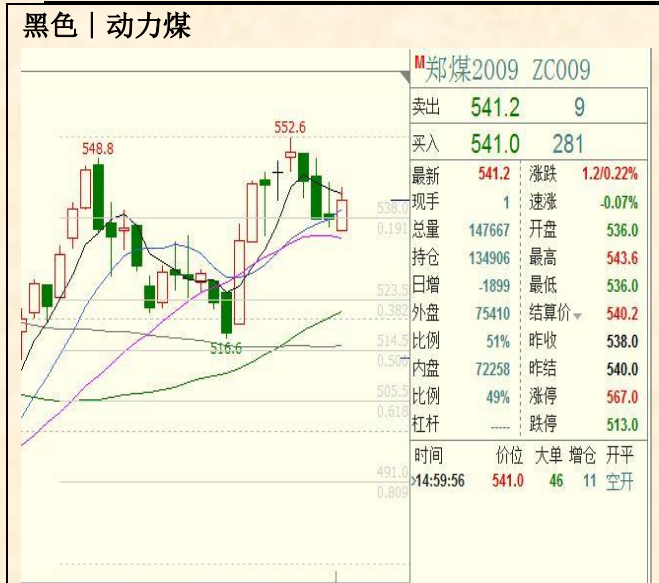 黑色｜动力煤
548.8
552.6
516.6
538.0
0.191
523.5
0.382
514.5
0.500
505.5
0.618
491.0
0.809
M郑煤2009 ZC009
卖出 541.2 9
买入 541.0 281
最新 541.2 涨跌 1.2/0.22%
现手 1 速涨 -0.07%
总量 147667 开盘 536.0
持仓 134906 最高 543.6
日增 -1899 最低 536.0
外盘 75410 结算价 540.2
比例 51% 昨收 538.0
内盘 72258 昨结 540.0
比例 49% 涨停 567.0
杠杆 ----- 跌停 513.0
时间 价位 大单 增仓 开平
14:59:56 541.0 46 11 空开